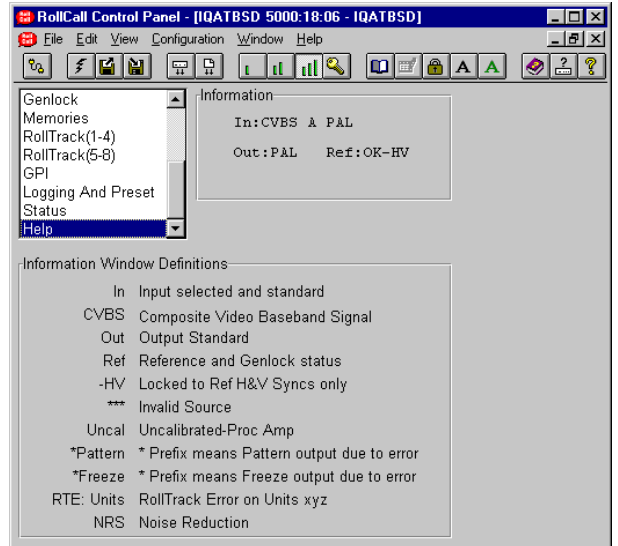 RollCall Control Panel - [IQATBSD 5000:18:06 - IQATBSD]
File Edit View Configuration Window Help
A A
Genlock
Memories
RollTrack(1-4)
RollTrack(5-8)
GPI
Logging And Preset
Status
Help
Information
In:CVBS A PAL
Out:PAL Ref:OK-HV
Information Window Definitions
In Input selected and standard
CVBS Composite Video Baseband Signal
Out Output Standard
Ref Reference and Genlock status
-HV Locked to Ref H&V Syncs only
*** Invalid Source
Uncal Uncalibrated-Proc Amp
*Pattern * Prefix means Pattern output due to error
*Freeze * Prefix means Freeze output due to error
RTE: Units RollTrack Error on Units xyz
NRS Noise Reduction